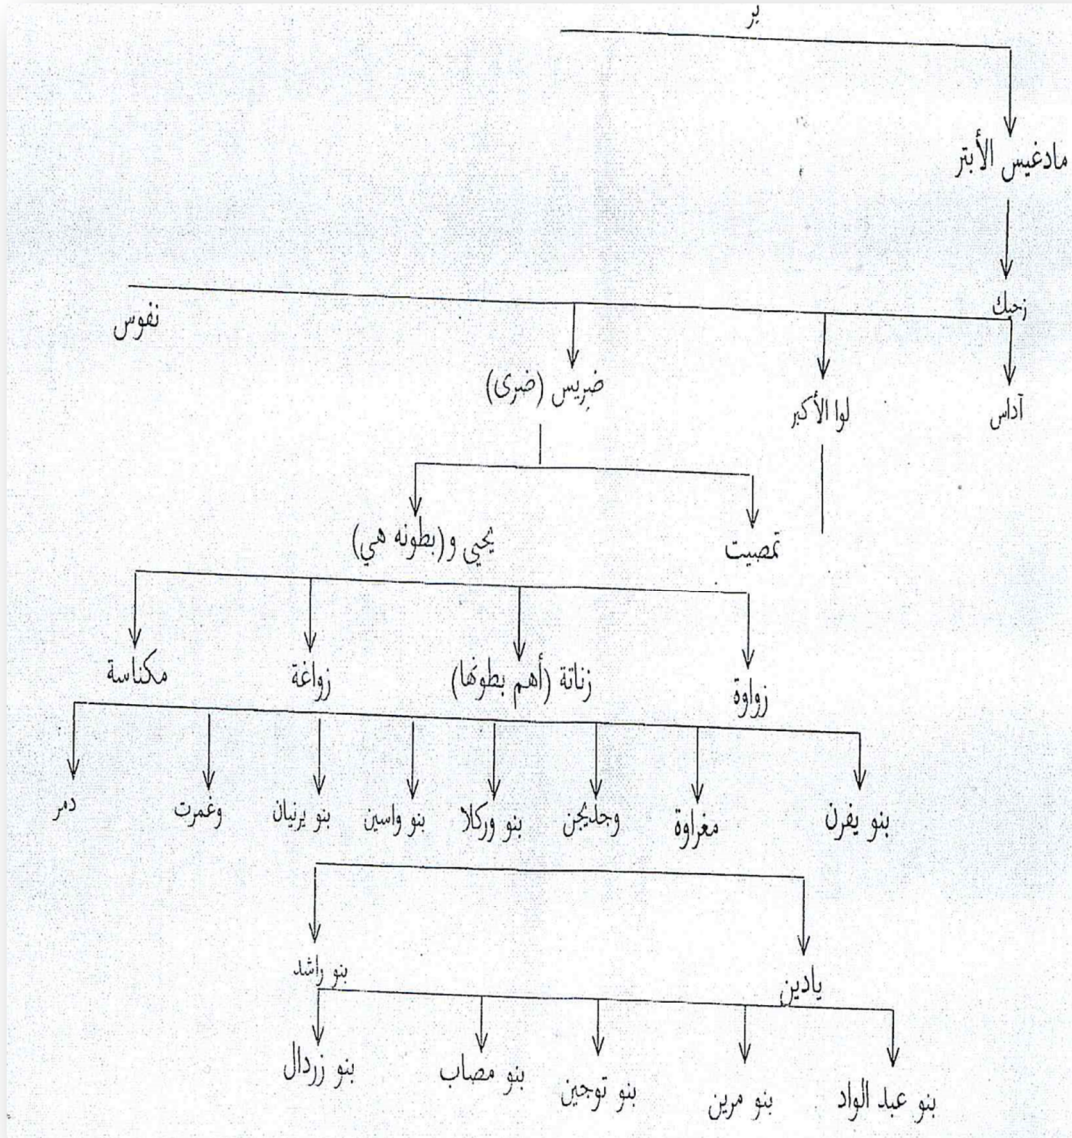 بر
مادغيس الأبتر
زحيك
نفوس
آداس
لوا الأكبر
ضريس (ضرى)
تمصيت
يحيي و(بطونه هي)
زواوة
زناتة (أهم بطونها)
زواغة
مكناسة
بنو يفرن
مغراوة
وجديجن
بنو وركلا
بنو واسين
بنو يرنيان
وغمرت
دمر
يادين
بنو راشد
بنو عبد الواد
بنو مرين
بنو توجين
بنو مصاب
بنو زردال